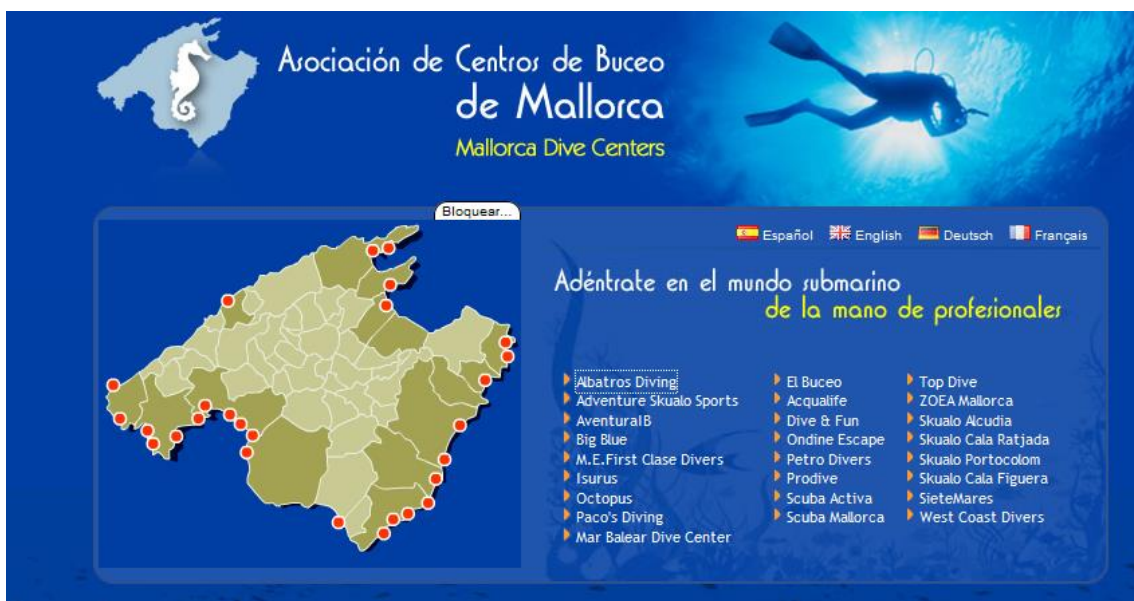 Asociación de Centros de Buceo
de Mallorca
Mallorca Dive Centers
Bloquear...
Español English Deutsch Français
Adéntrate en el mundo submarino
de la mano de profesionales
Albatros Diving
Adventure Skualo Sports
AventuraIB
Big Blue
M.E.First Clase Divers
Isurus
Octopus
Paco's Diving
Mar Balear Dive Center
El Buceo
Acqualife
Dive & Fun
Ondine Escape
Petro Divers
Prodive
Scuba Activa
Scuba Mallorca
Top Dive
ZOEA Mallorca
Skualo Alcudia
Skualo Cala Ratjada
Skualo Portocolom
Skualo Cala Figuera
SieteMares
West Coast Divers